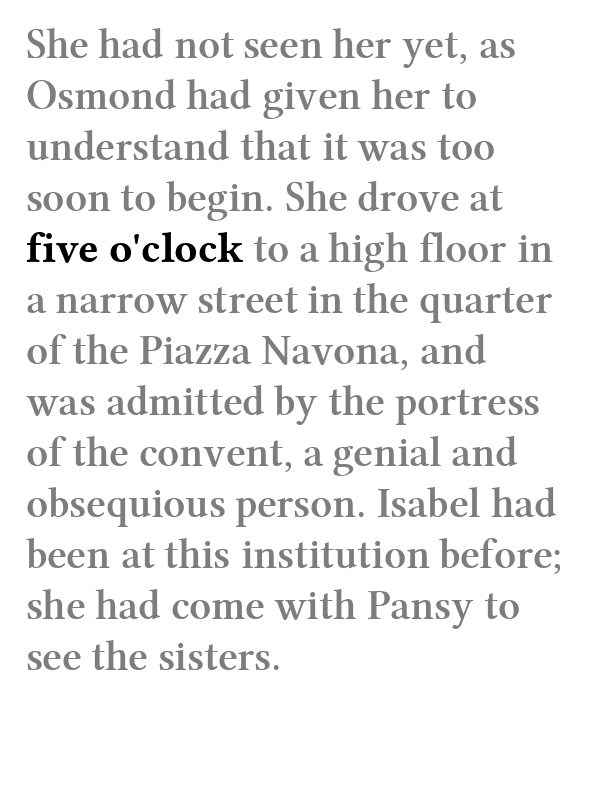 She had not seen her yet, as
Osmond had given her to
understand that it was too
soon to begin. She drove at
five o'clock to a high floor in
a narrow street in the quarter
of the Piazza Navona, and
was admitted by the portress
of the convent, a genial and
obsequious person. Isabel had
been at this institution before;
she had come with Pansy to
see the sisters.